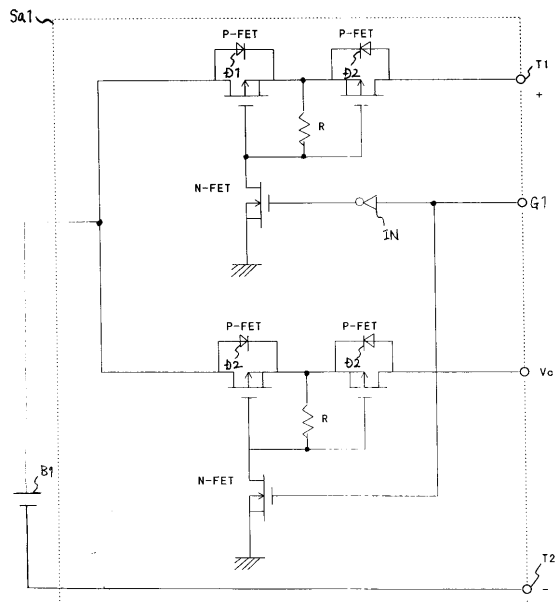 Sa1
P-FET
P-FET
T1
D1
D2
+
R
N-FET
G1
IN
P-FET
P-FET
D2
D2
Vc
R
B1
N-FET
T2
-